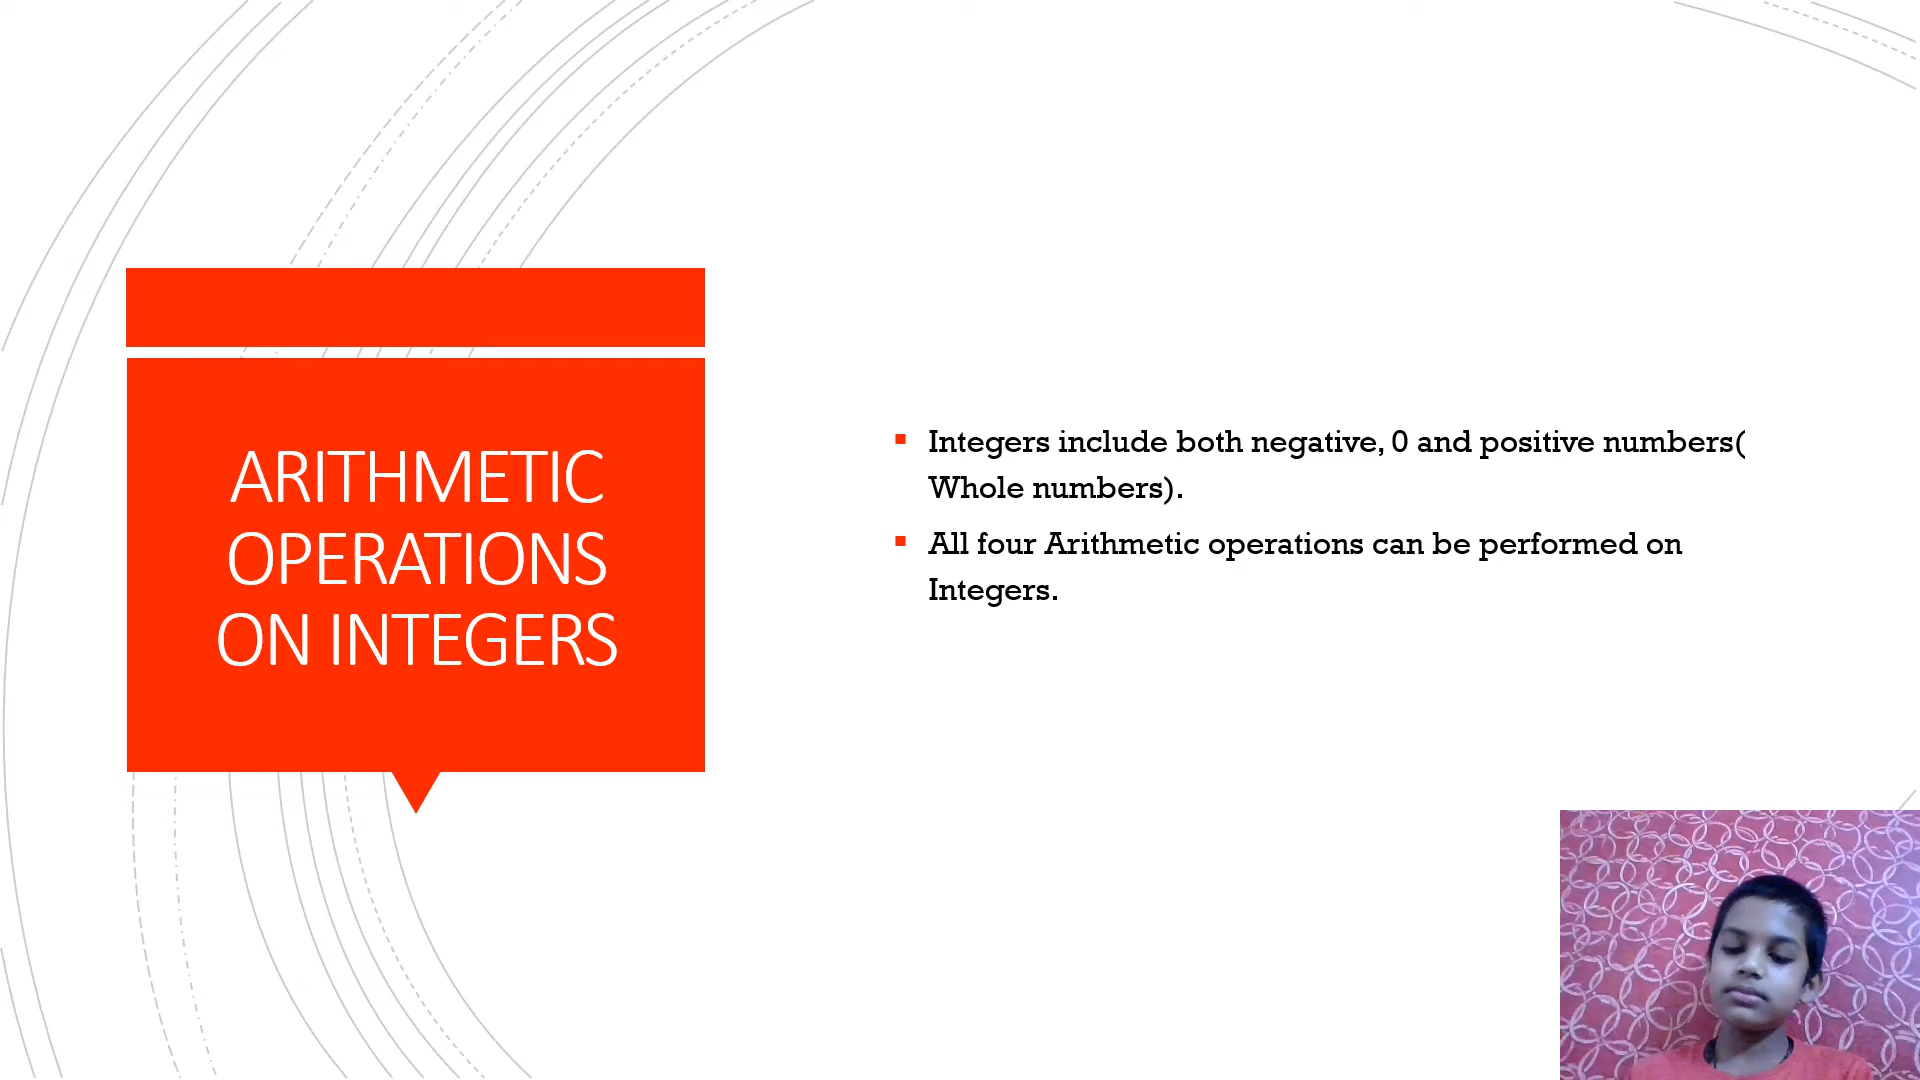 ARITHMETIC
OPERATIONS
ON INTEGERS
Integers include both negative, 0 and positive numbers(
Whole numbers).
All four Arithmetic operations can be performed on
Integers.